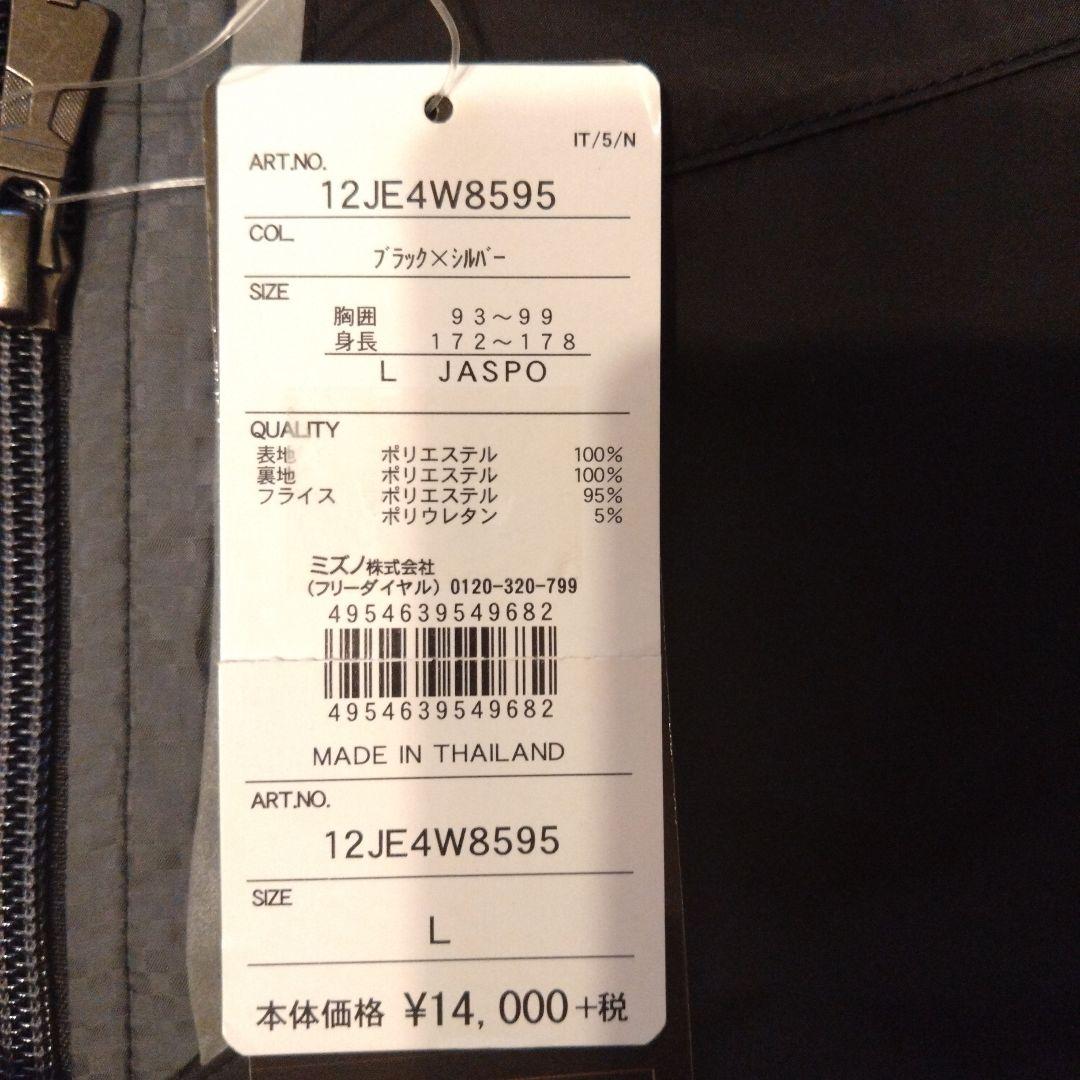 IT/5/N
ART.NO.
12JE4W8595
COL.
ﾌﾞﾗｯｸ×ｼﾙﾊﾞｰ
SIZE
胸囲 93～99
身長 172～178
L JASPO
QUALITY
表地 ポリエステル 100%
裏地 ポリエステル 100%
フライス ポリエステル 95%
ポリウレタン 5%
ミズノ株式会社
(フリーダイヤル) 0120-320-799
4954639549682
4954639549682
MADE IN THAILAND
ART.NO.
12JE4W8595
SIZE
L
本体価格 ¥14,000+税